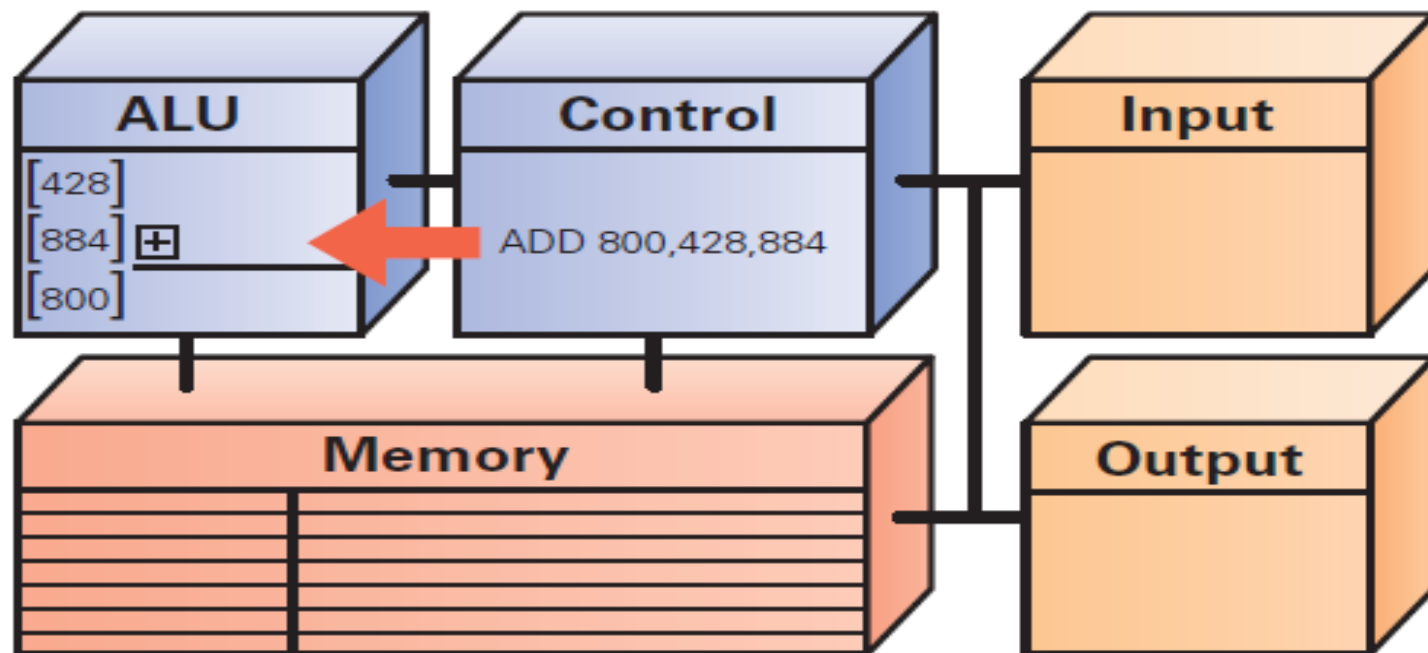 ALU
[428]
[884] +
[800]
Control
ADD 800,428,884
Input
Memory
Output